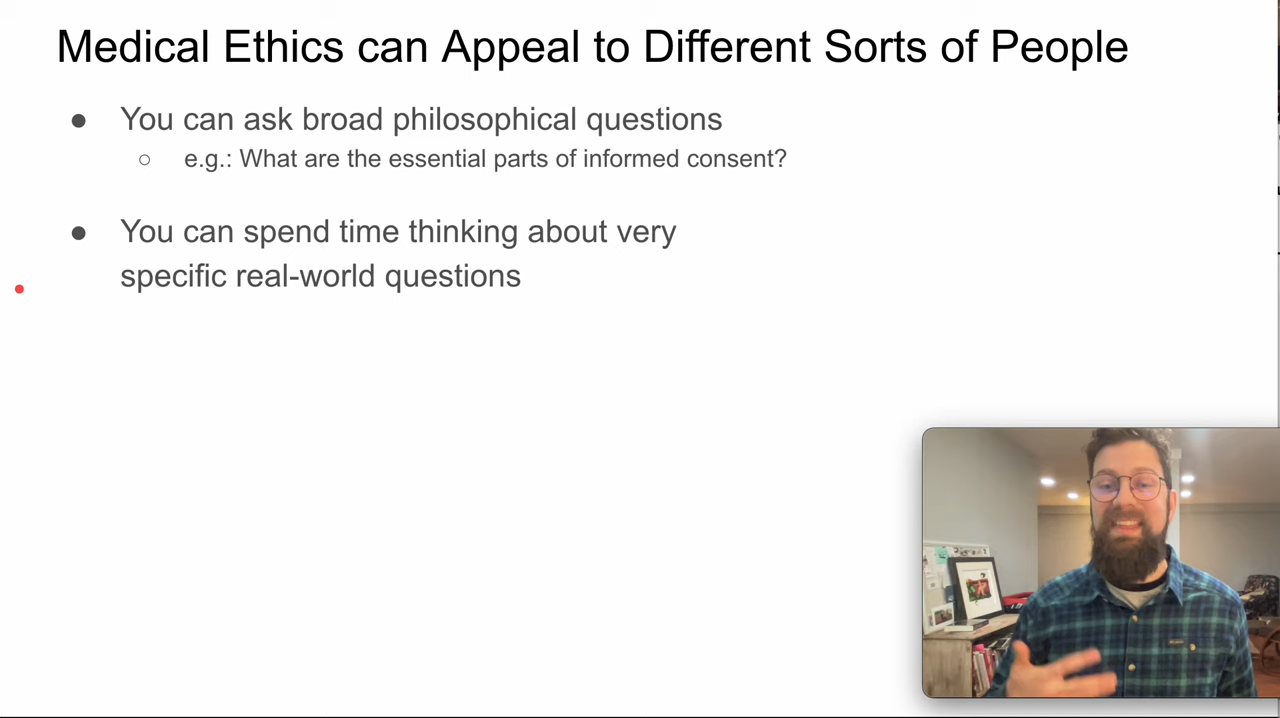 Medical Ethics can Appeal to Different Sorts of People
● You can ask broad philosophical questions
○ e.g.: What are the essential parts of informed consent?
● You can spend time thinking about very
specific real-world questions